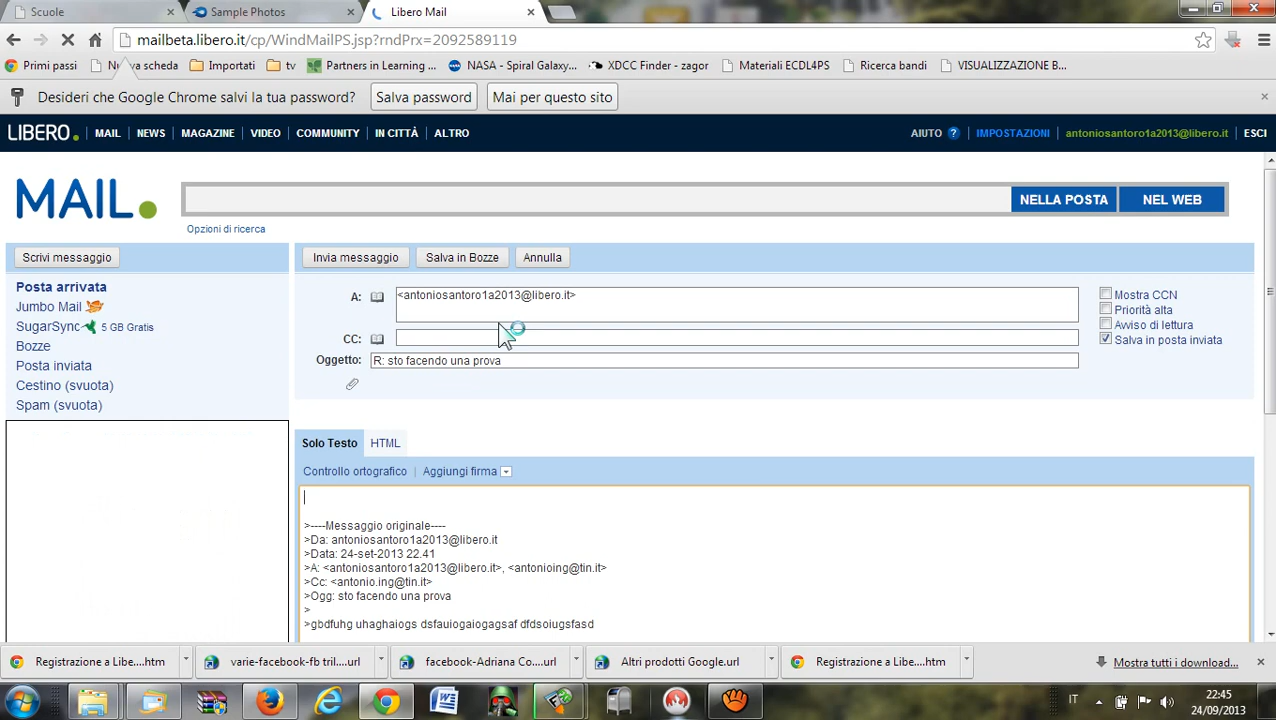 Scuole
Sample Photos
Libero Mail
mailbeta.libero.it/cp/WindMailPS.jsp?rndPrx=2092589119
Primi passi
Nuova scheda
Importati
tv
Partners in Learning ...
NASA - Spiral Galaxy...
XDCC Finder - zagor
Materiali ECDL4PS
Ricerca bandi
VISUALIZZAZIONE B...
Desideri che Google Chrome salvi la tua password?
Salva password
Mai per questo sito
LIBERO. MAIL NEWS MAGAZINE VIDEO COMMUNITY IN CITTÀ ALTRO
AIUTO ? IMPOSTAZIONI antoniosantoro1a2013@libero.it ESCI
MAIL.
NELLA POSTA
NEL WEB
Opzioni di ricerca
Scrivi messaggio
Invia messaggio
Salva in Bozze
Annulla
Posta arrivata
Jumbo Mail
SugarSync 5 GB Gratis
Bozze
Posta inviata
Cestino (svuota)
Spam (svuota)
A: <antoniosantoro1a2013@libero.it>
CC:
Oggetto: R: sto facendo una prova
Mostra CCN
Priorità alta
Avviso di lettura
Salva in posta inviata
Solo Testo
HTML
Controllo ortografico | Aggiungi firma
>----Messaggio originale----
>Da: antoniosantoro1a2013@libero.it
>Data: 24-set-2013 22.41
>A: <antoniosantoro1a2013@libero.it>, <antonioing@tin.it>
>Cc: <antonio.ing@tin.it>
>Ogg: sto facendo una prova
>
>gbdfuhg uhaghaiogs dsfauiogaiogagsaf dfdsoiugsfasd
Registrazione a Libe....htm
varie-facebook-fb tril....url
facebook-Adriana Co....url
Altri prodotti Google.url
Registrazione a Libe....htm
Mostra tutti i download...
IT
22:45
24/09/2013